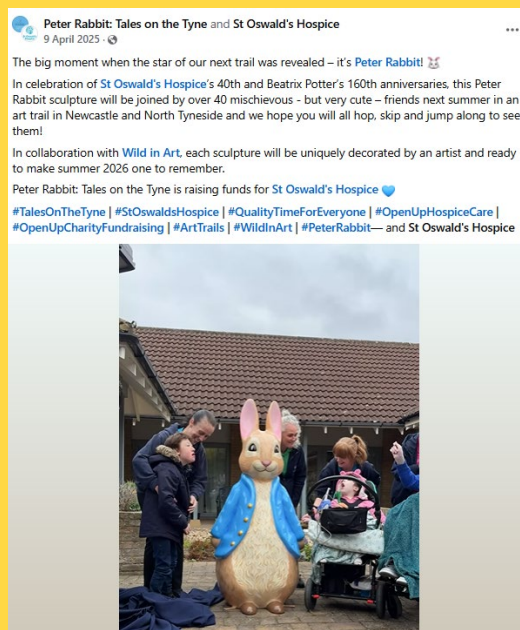 Peter Rabbit: Tales on the Tyne and St Oswald's Hospice
9 April 2025 ·
The big moment when the star of our next trail was revealed – it's Peter Rabbit!
In celebration of St Oswald's Hospice's 40th and Beatrix Potter's 160th anniversaries, this Peter
Rabbit sculpture will be joined by over 40 mischievous - but very cute – friends next summer in an
art trail in Newcastle and North Tyneside and we hope you will all hop, skip and jump along to see
them!
In collaboration with Wild in Art, each sculpture will be uniquely decorated by an artist and ready
to make summer 2026 one to remember.
Peter Rabbit: Tales on the Tyne is raising funds for St Oswald's Hospice
#TalesOnTheTyne | #StOswaldsHospice | #QualityTimeForEveryone | #OpenUpHospiceCare |
#OpenUpCharityFundraising | #ArtTrails | #WildInArt | #PeterRabbit— and St Oswald's Hospice